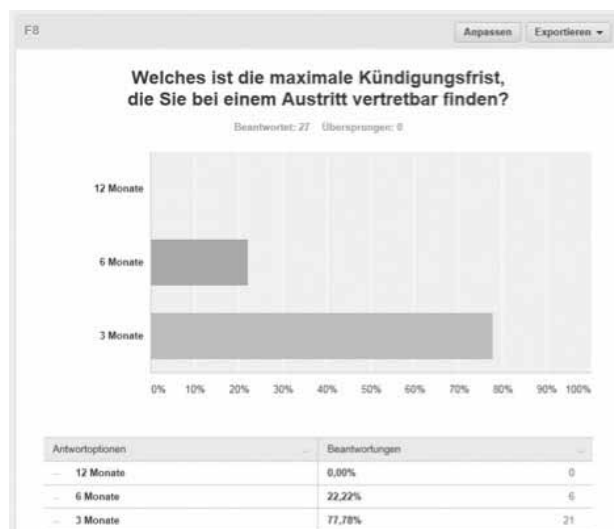 F8 Anpassen Exportieren
Welches ist die maximale Kündigungsfrist,
die Sie bei einem Austritt vertretbar finden?
Beantwortet: 27 Übersprungen: 0
12 Monate
6 Monate
3 Monate
0% 10% 20% 30% 40% 50% 60% 70% 80% 90% 100%
Antwortoptionen Beantwortungen
12 Monate 0,00% 0
6 Monate 22,22% 6
3 Monate 77,78% 21